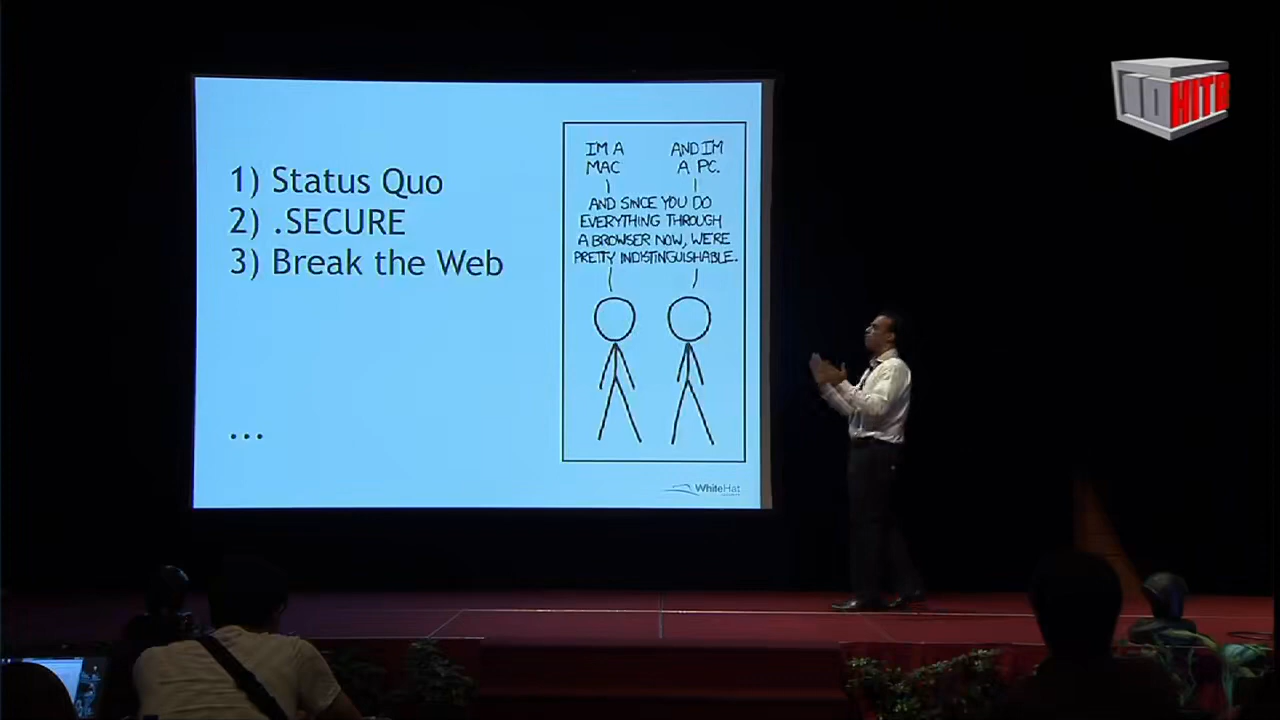 1) Status Quo
2) .SECURE
3) Break the Web
...
I'M A
MAC
AND I'M
A PC.
AND SINCE YOU DO
EVERYTHING THROUGH
A BROWSER NOW, WE'RE
PRETTY INDISTINGUISHABLE.
WhiteHat
HITB